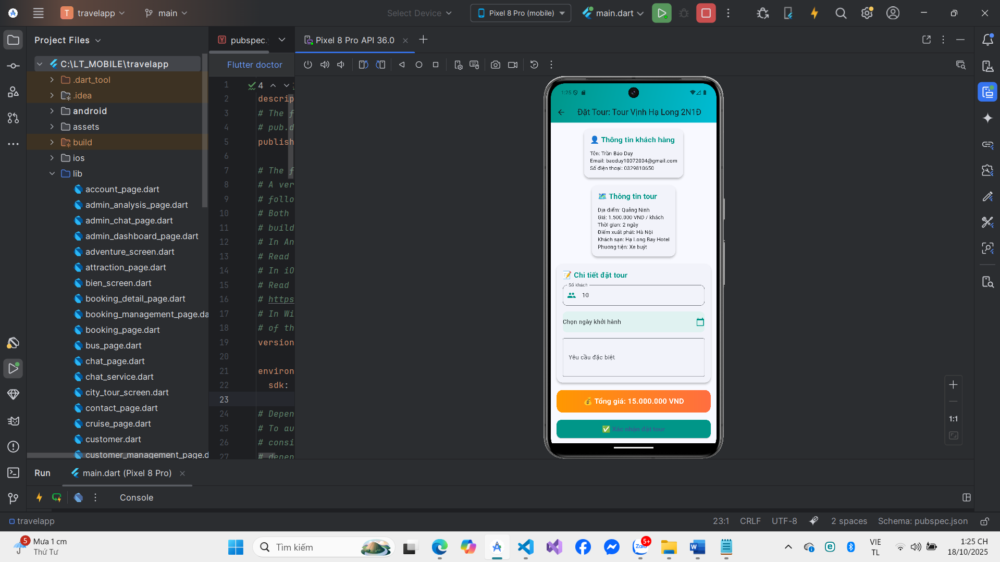 T travelapp
main
Select Device
Pixel 8 Pro (mobile)
main.dart
Project Files
pubspec.
Pixel 8 Pro API 36.0
C:\LT_MOBILE\travelapp
Flutter doctor
.dart_tool
.idea
android
assets
build
ios
lib
account_page.dart
admin_analysis_page.dart
admin_chat_page.dart
admin_dashboard_page.dart
adventure_screen.dart
attraction_page.dart
bien_screen.dart
booking_detail_page.dart
booking_management_page.da
booking_page.dart
bus_page.dart
chat_page.dart
chat_service.dart
city_tour_screen.dart
contact_page.dart
cruise_page.dart
customer.dart
customer_management_page.d
1 4
2 descrip
3 # The f
4 # pub.d
5 publish
6
7 # The f
8 # A ver
9 # follo
10 # Both
11 # build
12 # In An
13 # Read
14 # In iO
15 # Read
16 # https
17 # In Wi
18 # of th
19 version
20
21 environ
22 sdk:
23
24 # Depen
25 # To au
26 # consi
27 # depen
1:25
Đặt Tour: Tour Vịnh Hạ Long 2N1Đ
👤 Thông tin khách hàng
Tên: Trần Bảo Duy
Email: baoduy10072004@gmail.com
Số điện thoại: 0329810650
🗺️ Thông tin tour
Địa điểm: Quảng Ninh
Giá: 1.500.000 VND / khách
Thời gian: 2 ngày
Điểm xuất phát: Hà Nội
Khách sạn: Hạ Long Bay Hotel
Phương tiện: Xe buýt
📝 Chi tiết đặt tour
Số khách
10
Chọn ngày khởi hành
Yêu cầu đặc biệt
💰 Tổng giá: 15.000.000 VND
✅ Xác nhận đặt tour
1:1
Run
main.dart (Pixel 8 Pro)
Console
travelapp
23:1 CRLF UTF-8 2 spaces Schema: pubspec.json
5
Mưa 1 cm
Thứ Tư
Tìm kiếm
Zalo
5+
VIE
TL
1:25 CH
18/10/2025